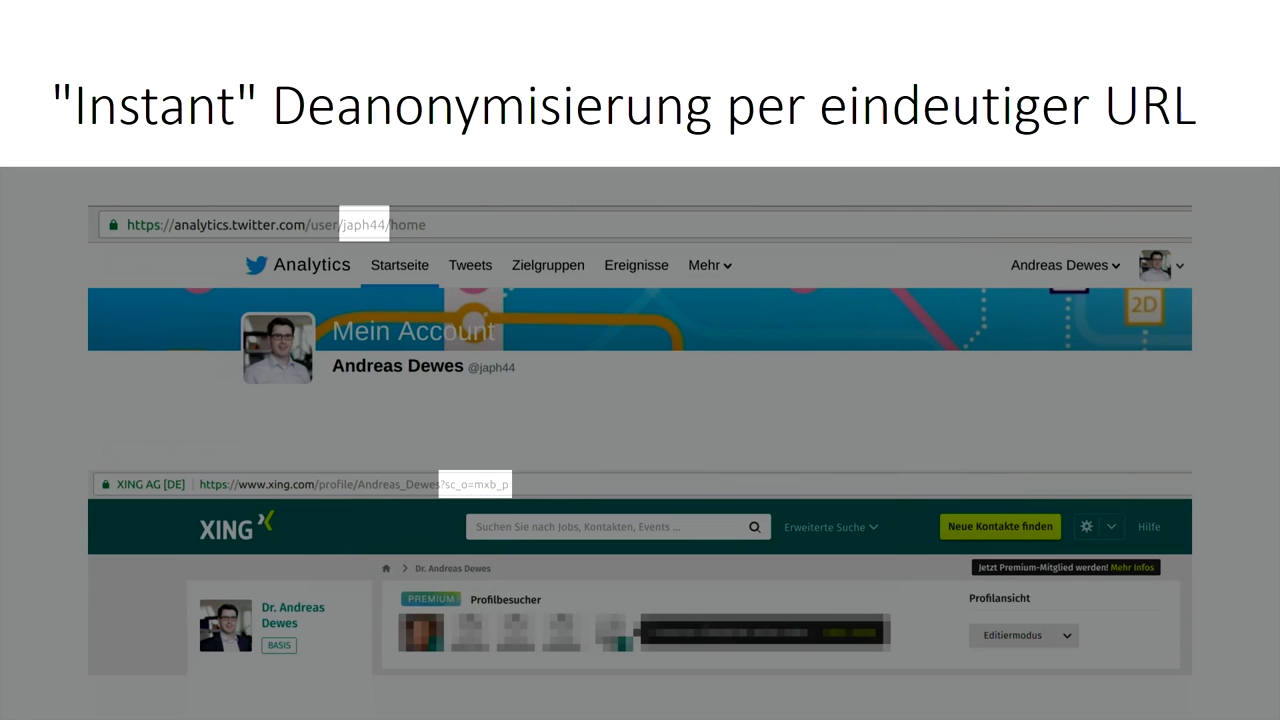 "Instant" Deanonymisierung per eindeutiger URL
https://analytics.twitter.com/user/japh44/home
Analytics Startseite Tweets Zielgruppen Ereignisse Mehr Andreas Dewes
2D
Mein Account
Andreas Dewes @japh44
XING AG [DE] https://www.xing.com/profile/Andreas_Dewes?sc_o=mxb_p
XING Suchen Sie nach Jobs, Kontakten, Events ... Erweiterte Suche Neue Kontakte finden Hilfe
Dr. Andreas Dewes Jetzt Premium-Mitglied werden! Mehr Infos
PREMIUM Profilbesucher Profilansicht
Dr. Andreas
Dewes
Editiermodus
BASIS